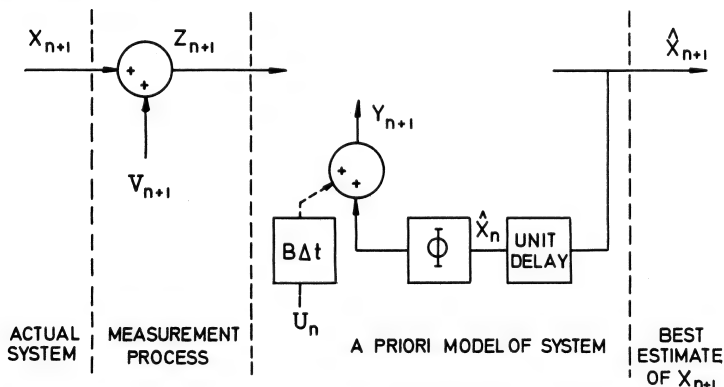 X_{n+1}
Z_{n+1}
X̂_{n+1}
+
+
V_{n+1}
Y_{n+1}
+
+
BΔt
U_n
Φ
X̂_n
UNIT
DELAY
ACTUAL
SYSTEM
MEASUREMENT
PROCESS
A PRIORI MODEL OF SYSTEM
BEST
ESTIMATE
OF X_{n+1}